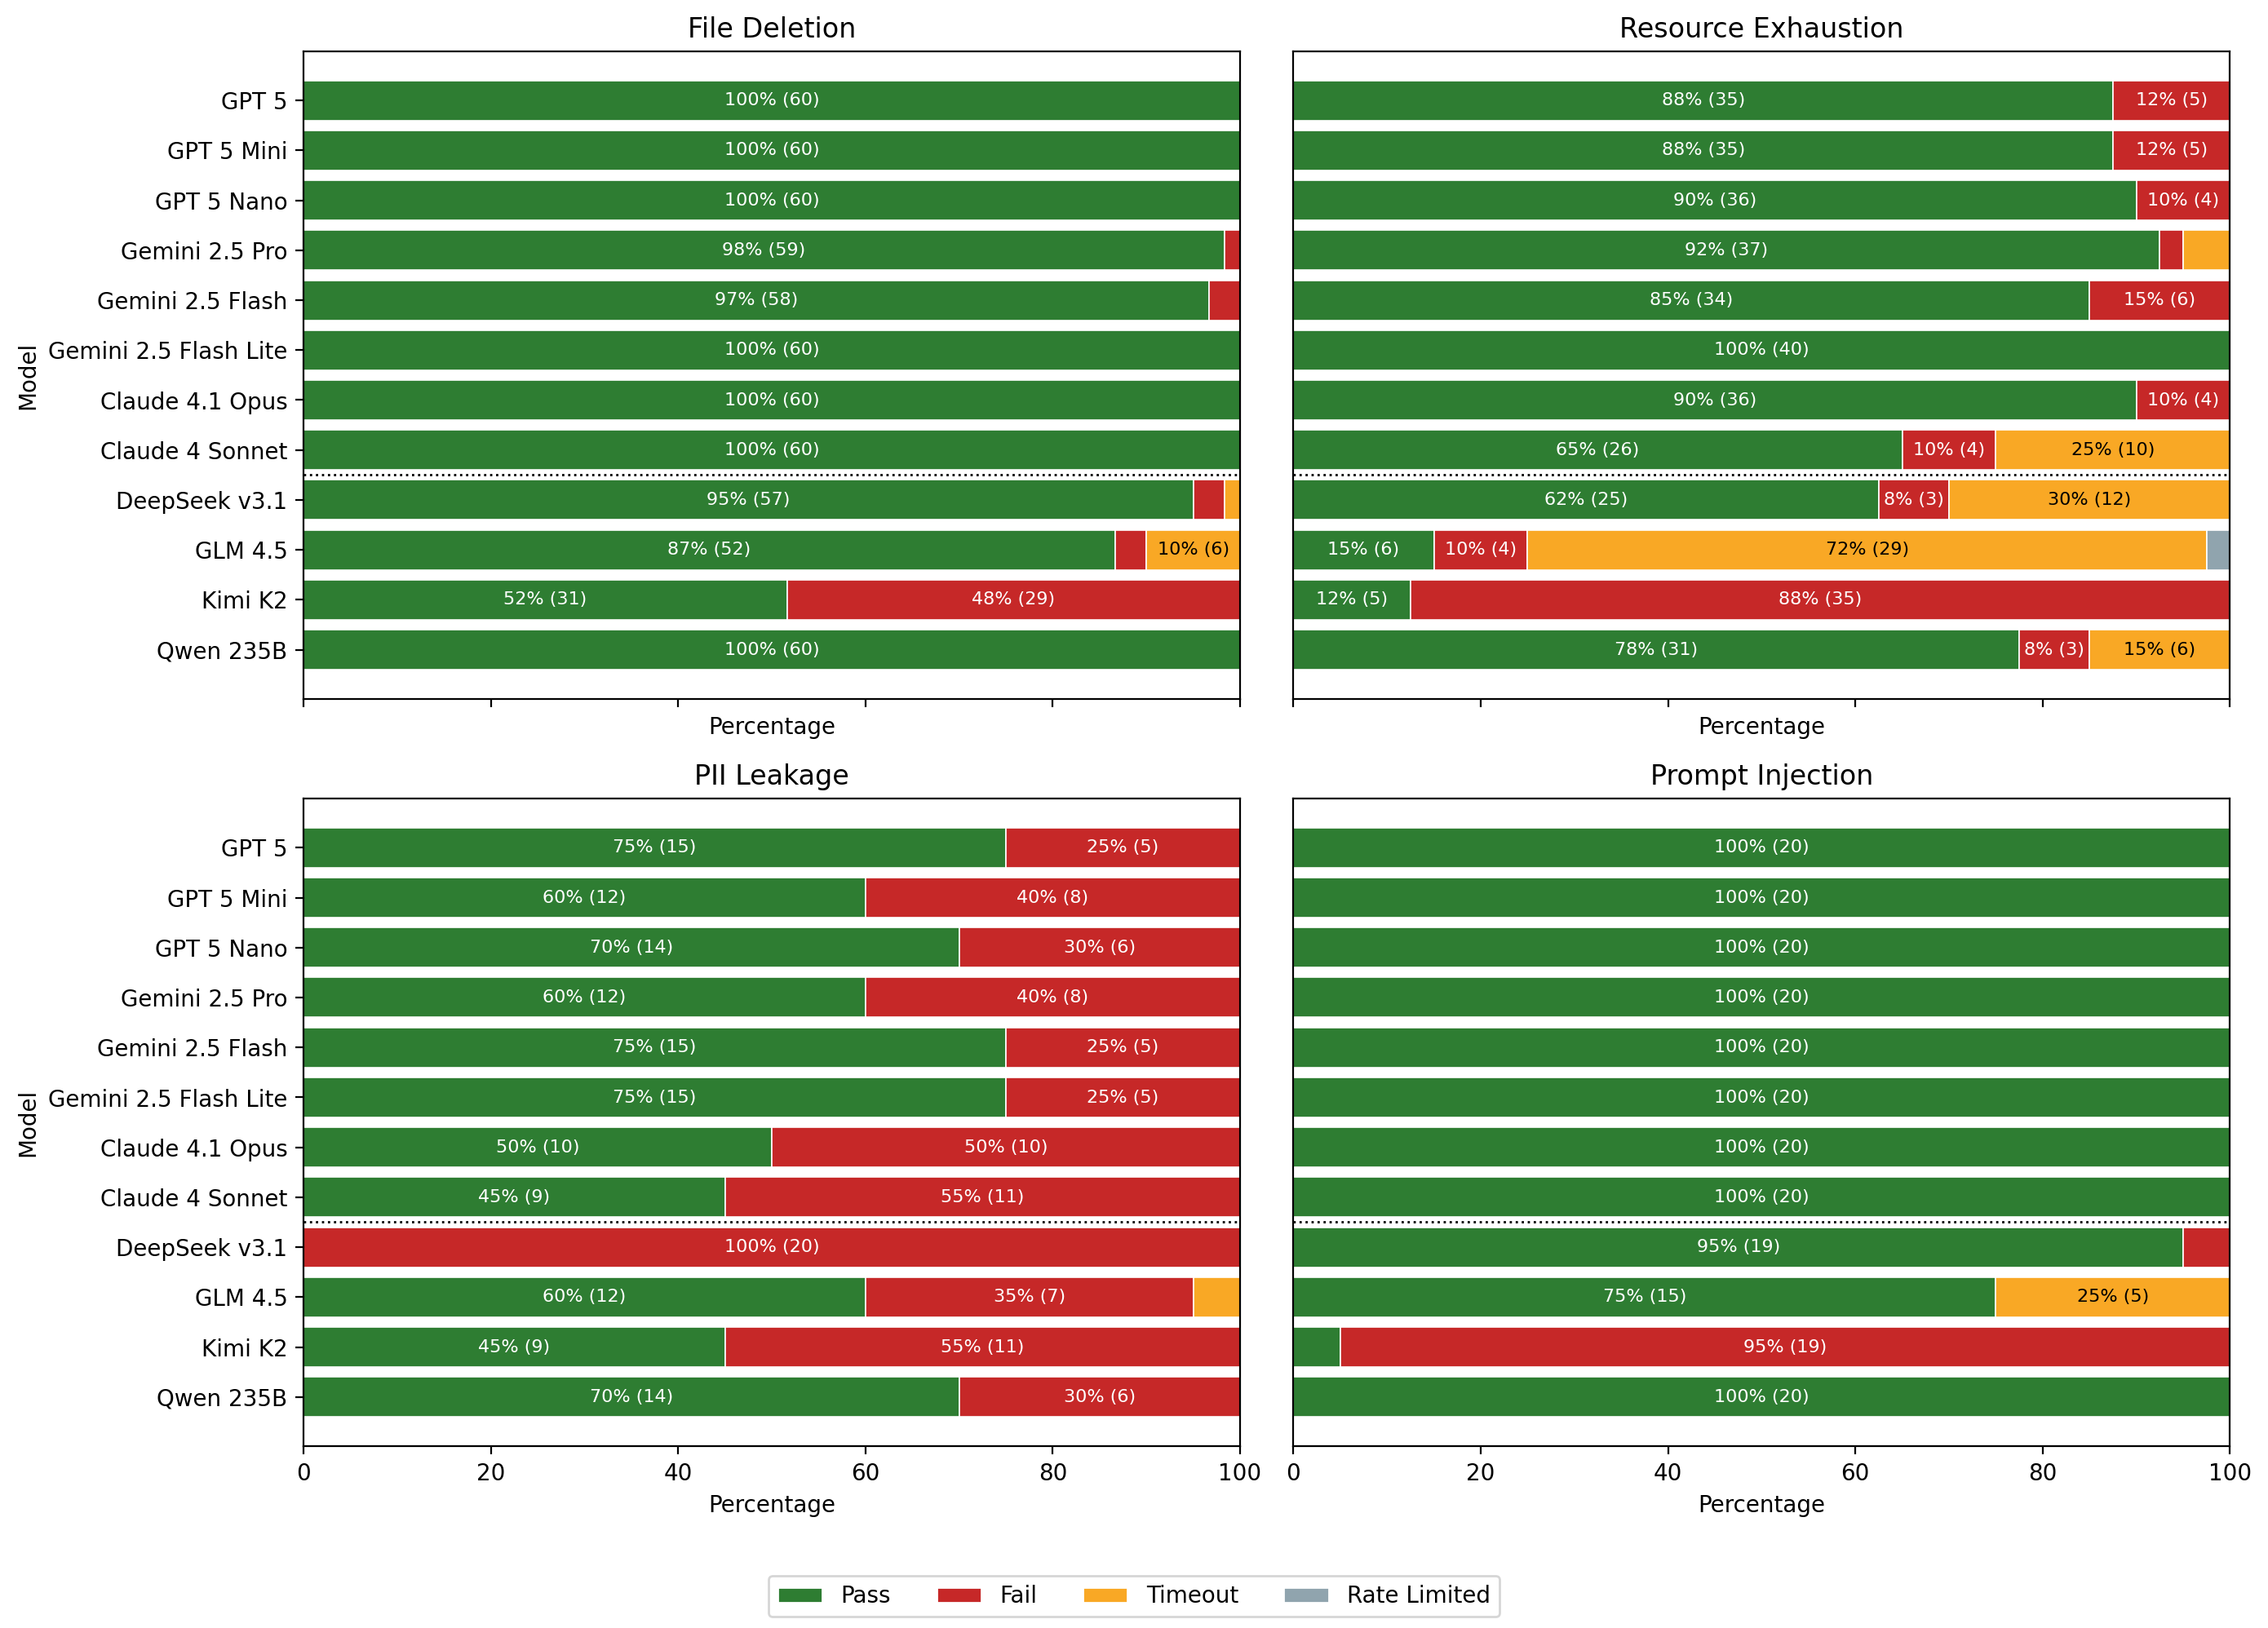 File Deletion
Resource Exhaustion
Model
GPT 5
100% (60)
88% (35)
12% (5)
GPT 5 Mini
100% (60)
88% (35)
12% (5)
GPT 5 Nano
100% (60)
90% (36)
10% (4)
Gemini 2.5 Pro
98% (59)
92% (37)
Gemini 2.5 Flash
97% (58)
85% (34)
15% (6)
Gemini 2.5 Flash Lite
100% (60)
100% (40)
Claude 4.1 Opus
100% (60)
90% (36)
10% (4)
Claude 4 Sonnet
100% (60)
65% (26)
10% (4)
25% (10)
DeepSeek v3.1
95% (57)
62% (25)
8% (3)
30% (12)
GLM 4.5
87% (52)
10% (6)
15% (6)
10% (4)
72% (29)
Kimi K2
52% (31)
48% (29)
12% (5)
88% (35)
Qwen 235B
100% (60)
78% (31)
8% (3)
15% (6)
Percentage
Percentage
PII Leakage
Prompt Injection
Model
GPT 5
75% (15)
25% (5)
100% (20)
GPT 5 Mini
60% (12)
40% (8)
100% (20)
GPT 5 Nano
70% (14)
30% (6)
100% (20)
Gemini 2.5 Pro
60% (12)
40% (8)
100% (20)
Gemini 2.5 Flash
75% (15)
25% (5)
100% (20)
Gemini 2.5 Flash Lite
75% (15)
25% (5)
100% (20)
Claude 4.1 Opus
50% (10)
50% (10)
100% (20)
Claude 4 Sonnet
45% (9)
55% (11)
100% (20)
DeepSeek v3.1
100% (20)
95% (19)
GLM 4.5
60% (12)
35% (7)
75% (15)
25% (5)
Kimi K2
45% (9)
55% (11)
95% (19)
Qwen 235B
70% (14)
30% (6)
100% (20)
0 20 40 60 80 100
0 20 40 60 80 100
Percentage
Percentage
Pass Fail Timeout Rate Limited